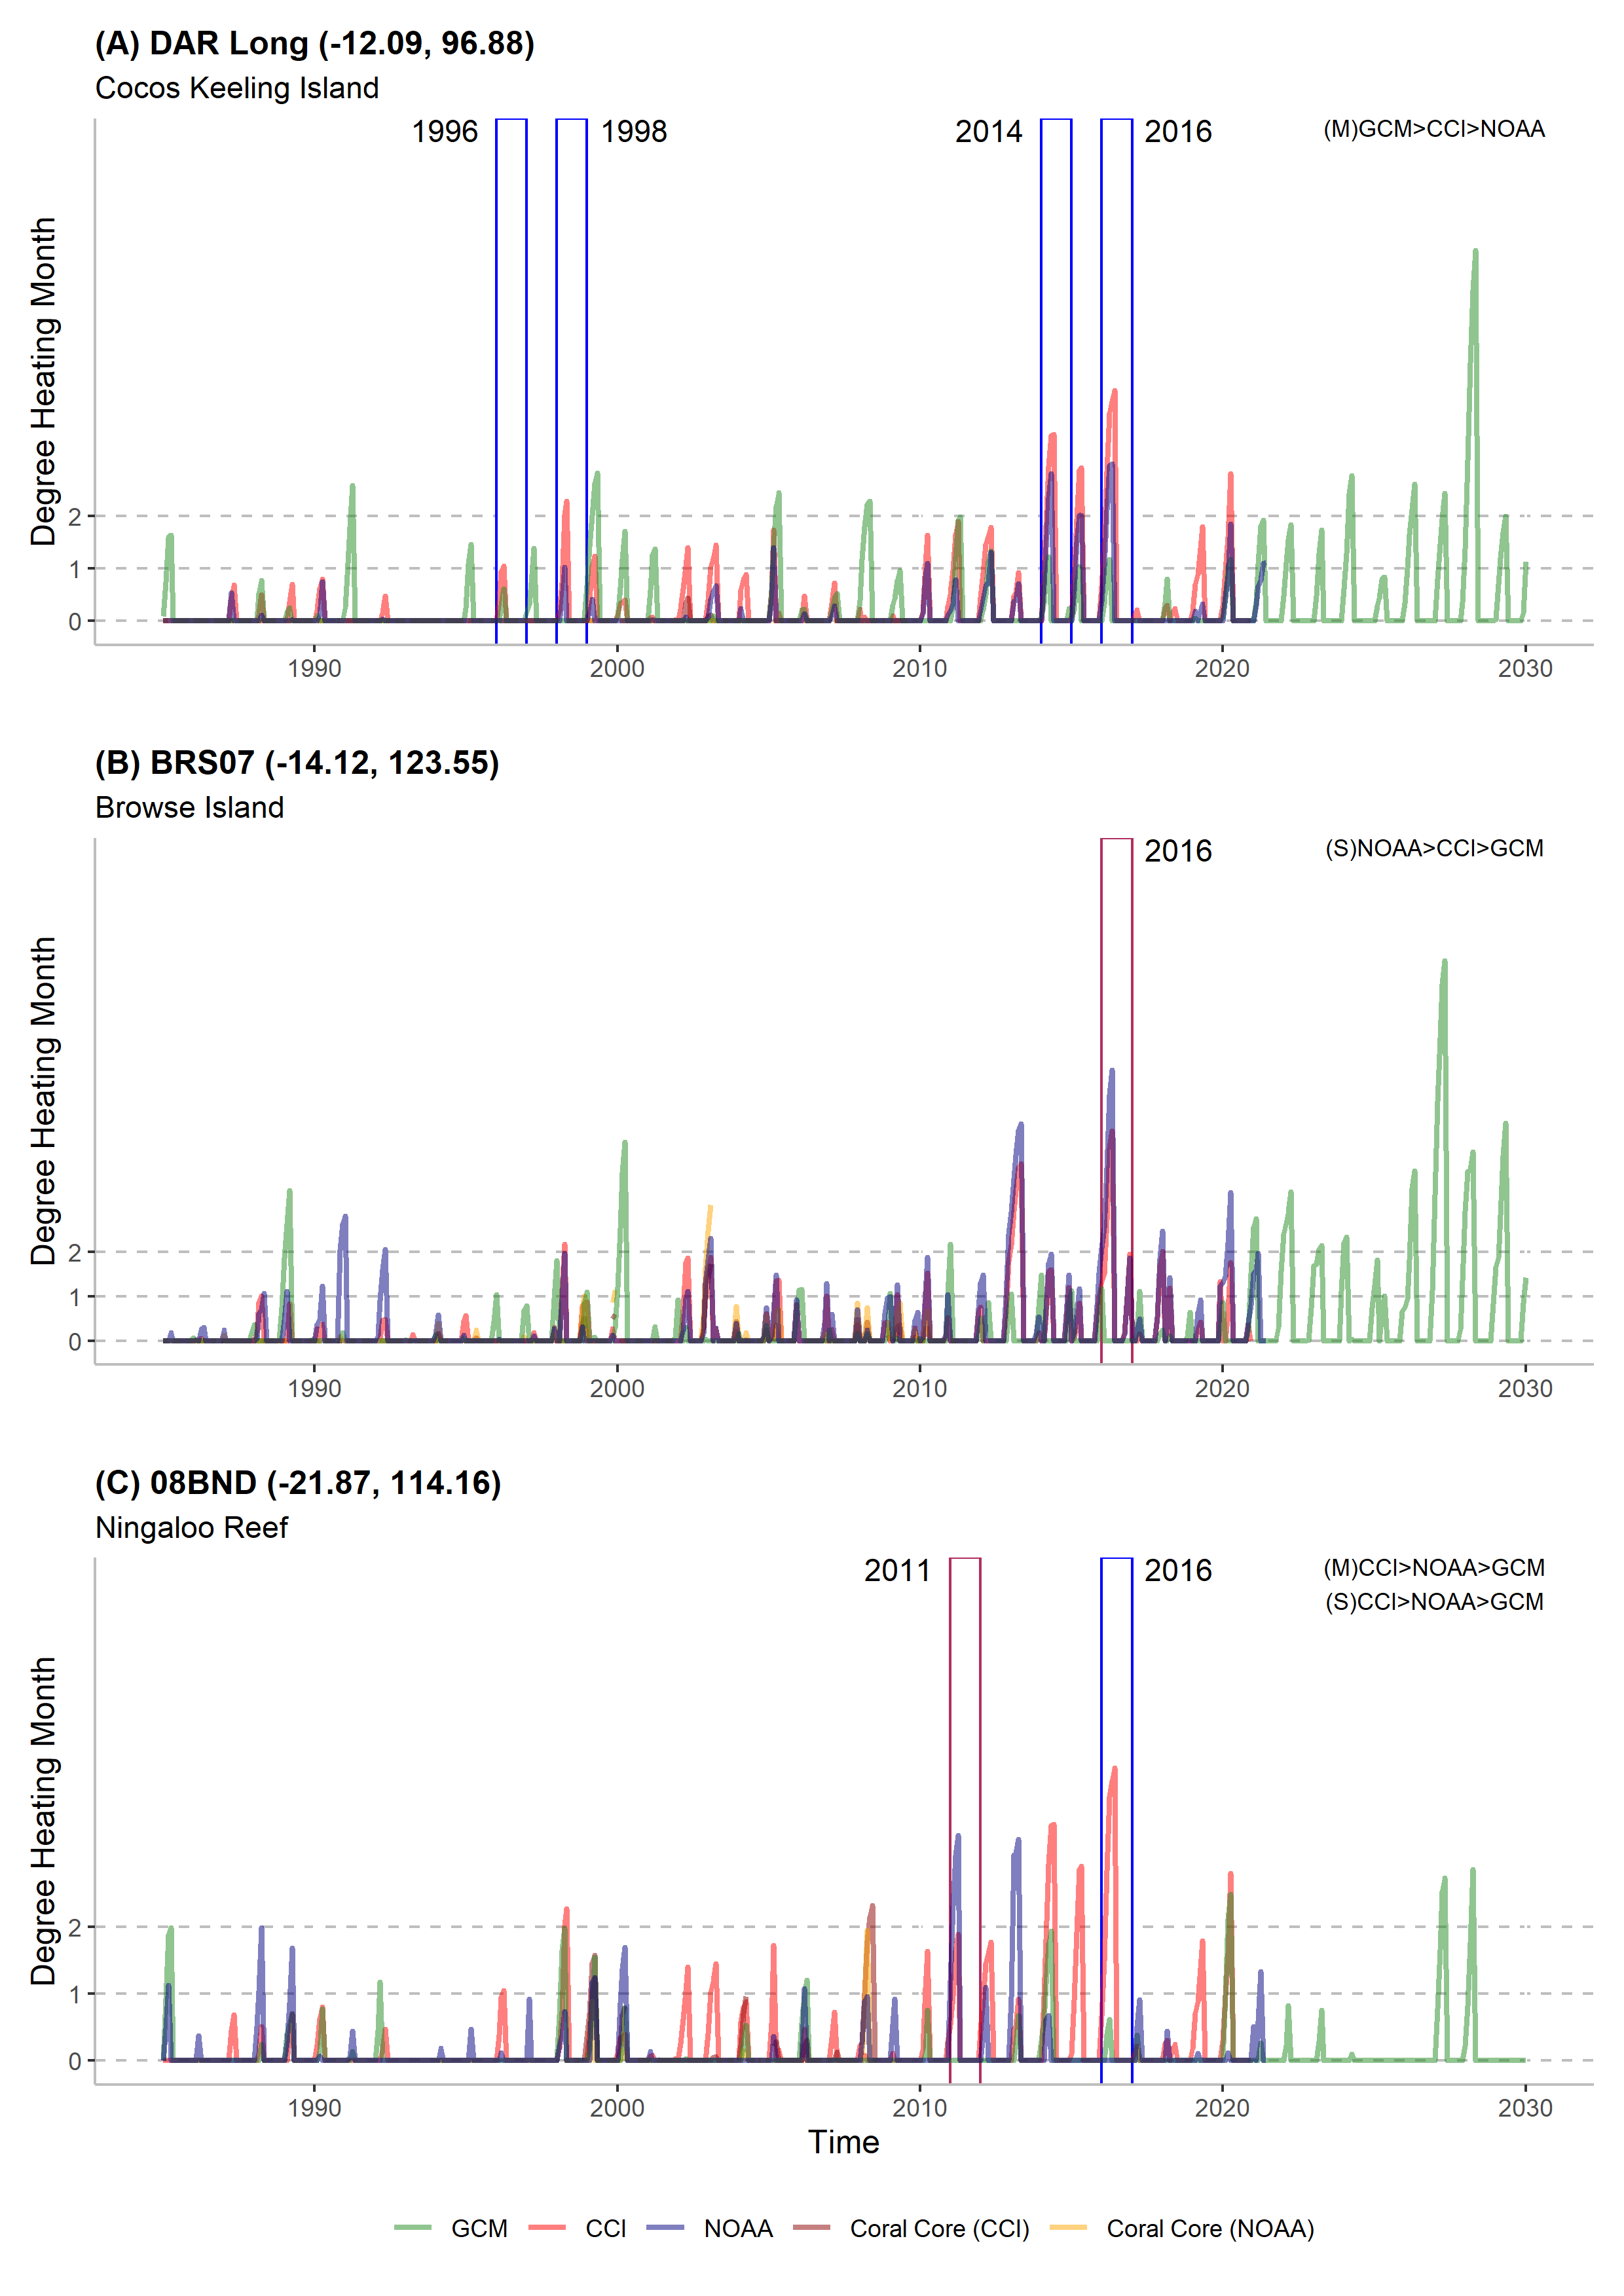 (A) DAR Long (-12.09, 96.88)
Cocos Keeling Island
1996 1998 2014 2016 (M)GCM>CCI>NOAA
Degree Heating Month
2
1
0
1990 2000 2010 2020 2030
(B) BRS07 (-14.12, 123.55)
Browse Island
2016 (S)NOAA>CCI>GCM
Degree Heating Month
2
1
0
1990 2000 2010 2020 2030
(C) 08BND (-21.87, 114.16)
Ningaloo Reef
2011 2016 (M)CCI>NOAA>GCM
(S)CCI>NOAA>GCM
Degree Heating Month
2
1
0
1990 2000 2010 2020 2030
Time
GCM CCI NOAA Coral Core (CCI) Coral Core (NOAA)